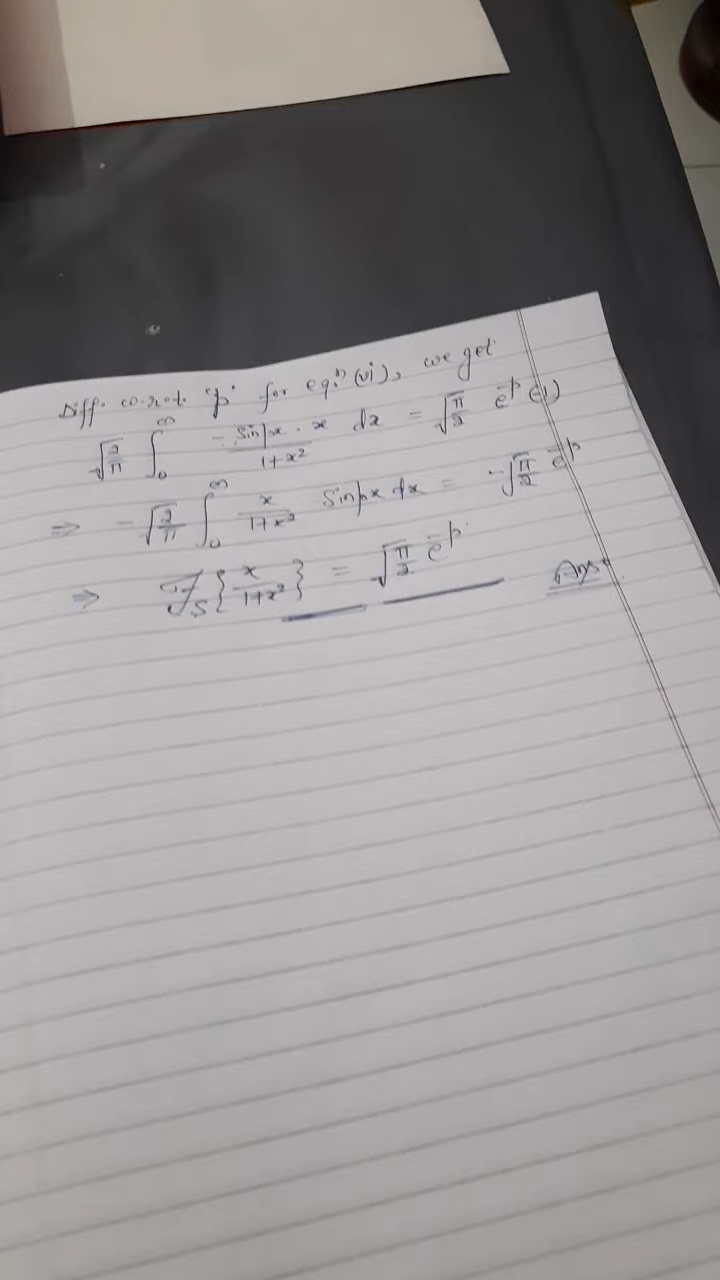 Diff. w.r.to 'p' for eqⁿ (vi), we get
√(2/π) ∫₀^∞ (- sin px · x)/(1+x²) dx = √(π/2) e^-p (-1)
⇒ -√(2/π) ∫₀^∞ x/(1+x²) sin px dx = -√(π/2) e^-p
⇒ 𝓕ₛ{x/(1+x²)} = √(π/2) e^-p Ans.